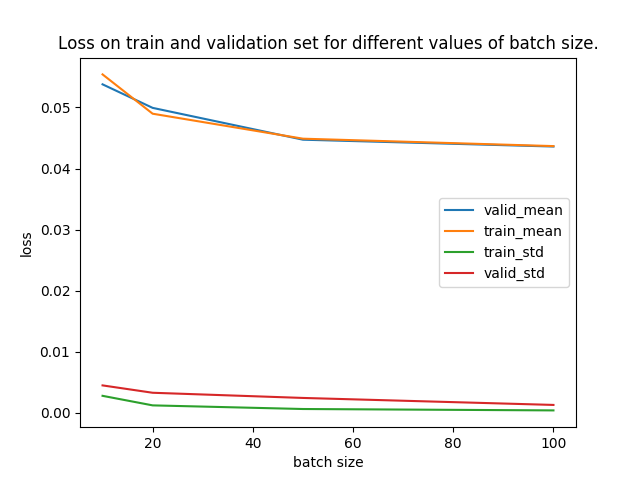 Loss on train and validation set for different values of batch size.
0.05
0.04
0.03
0.02
0.01
0.00
loss
valid_mean
train_mean
train_std
valid_std
20 40 60 80 100
batch size